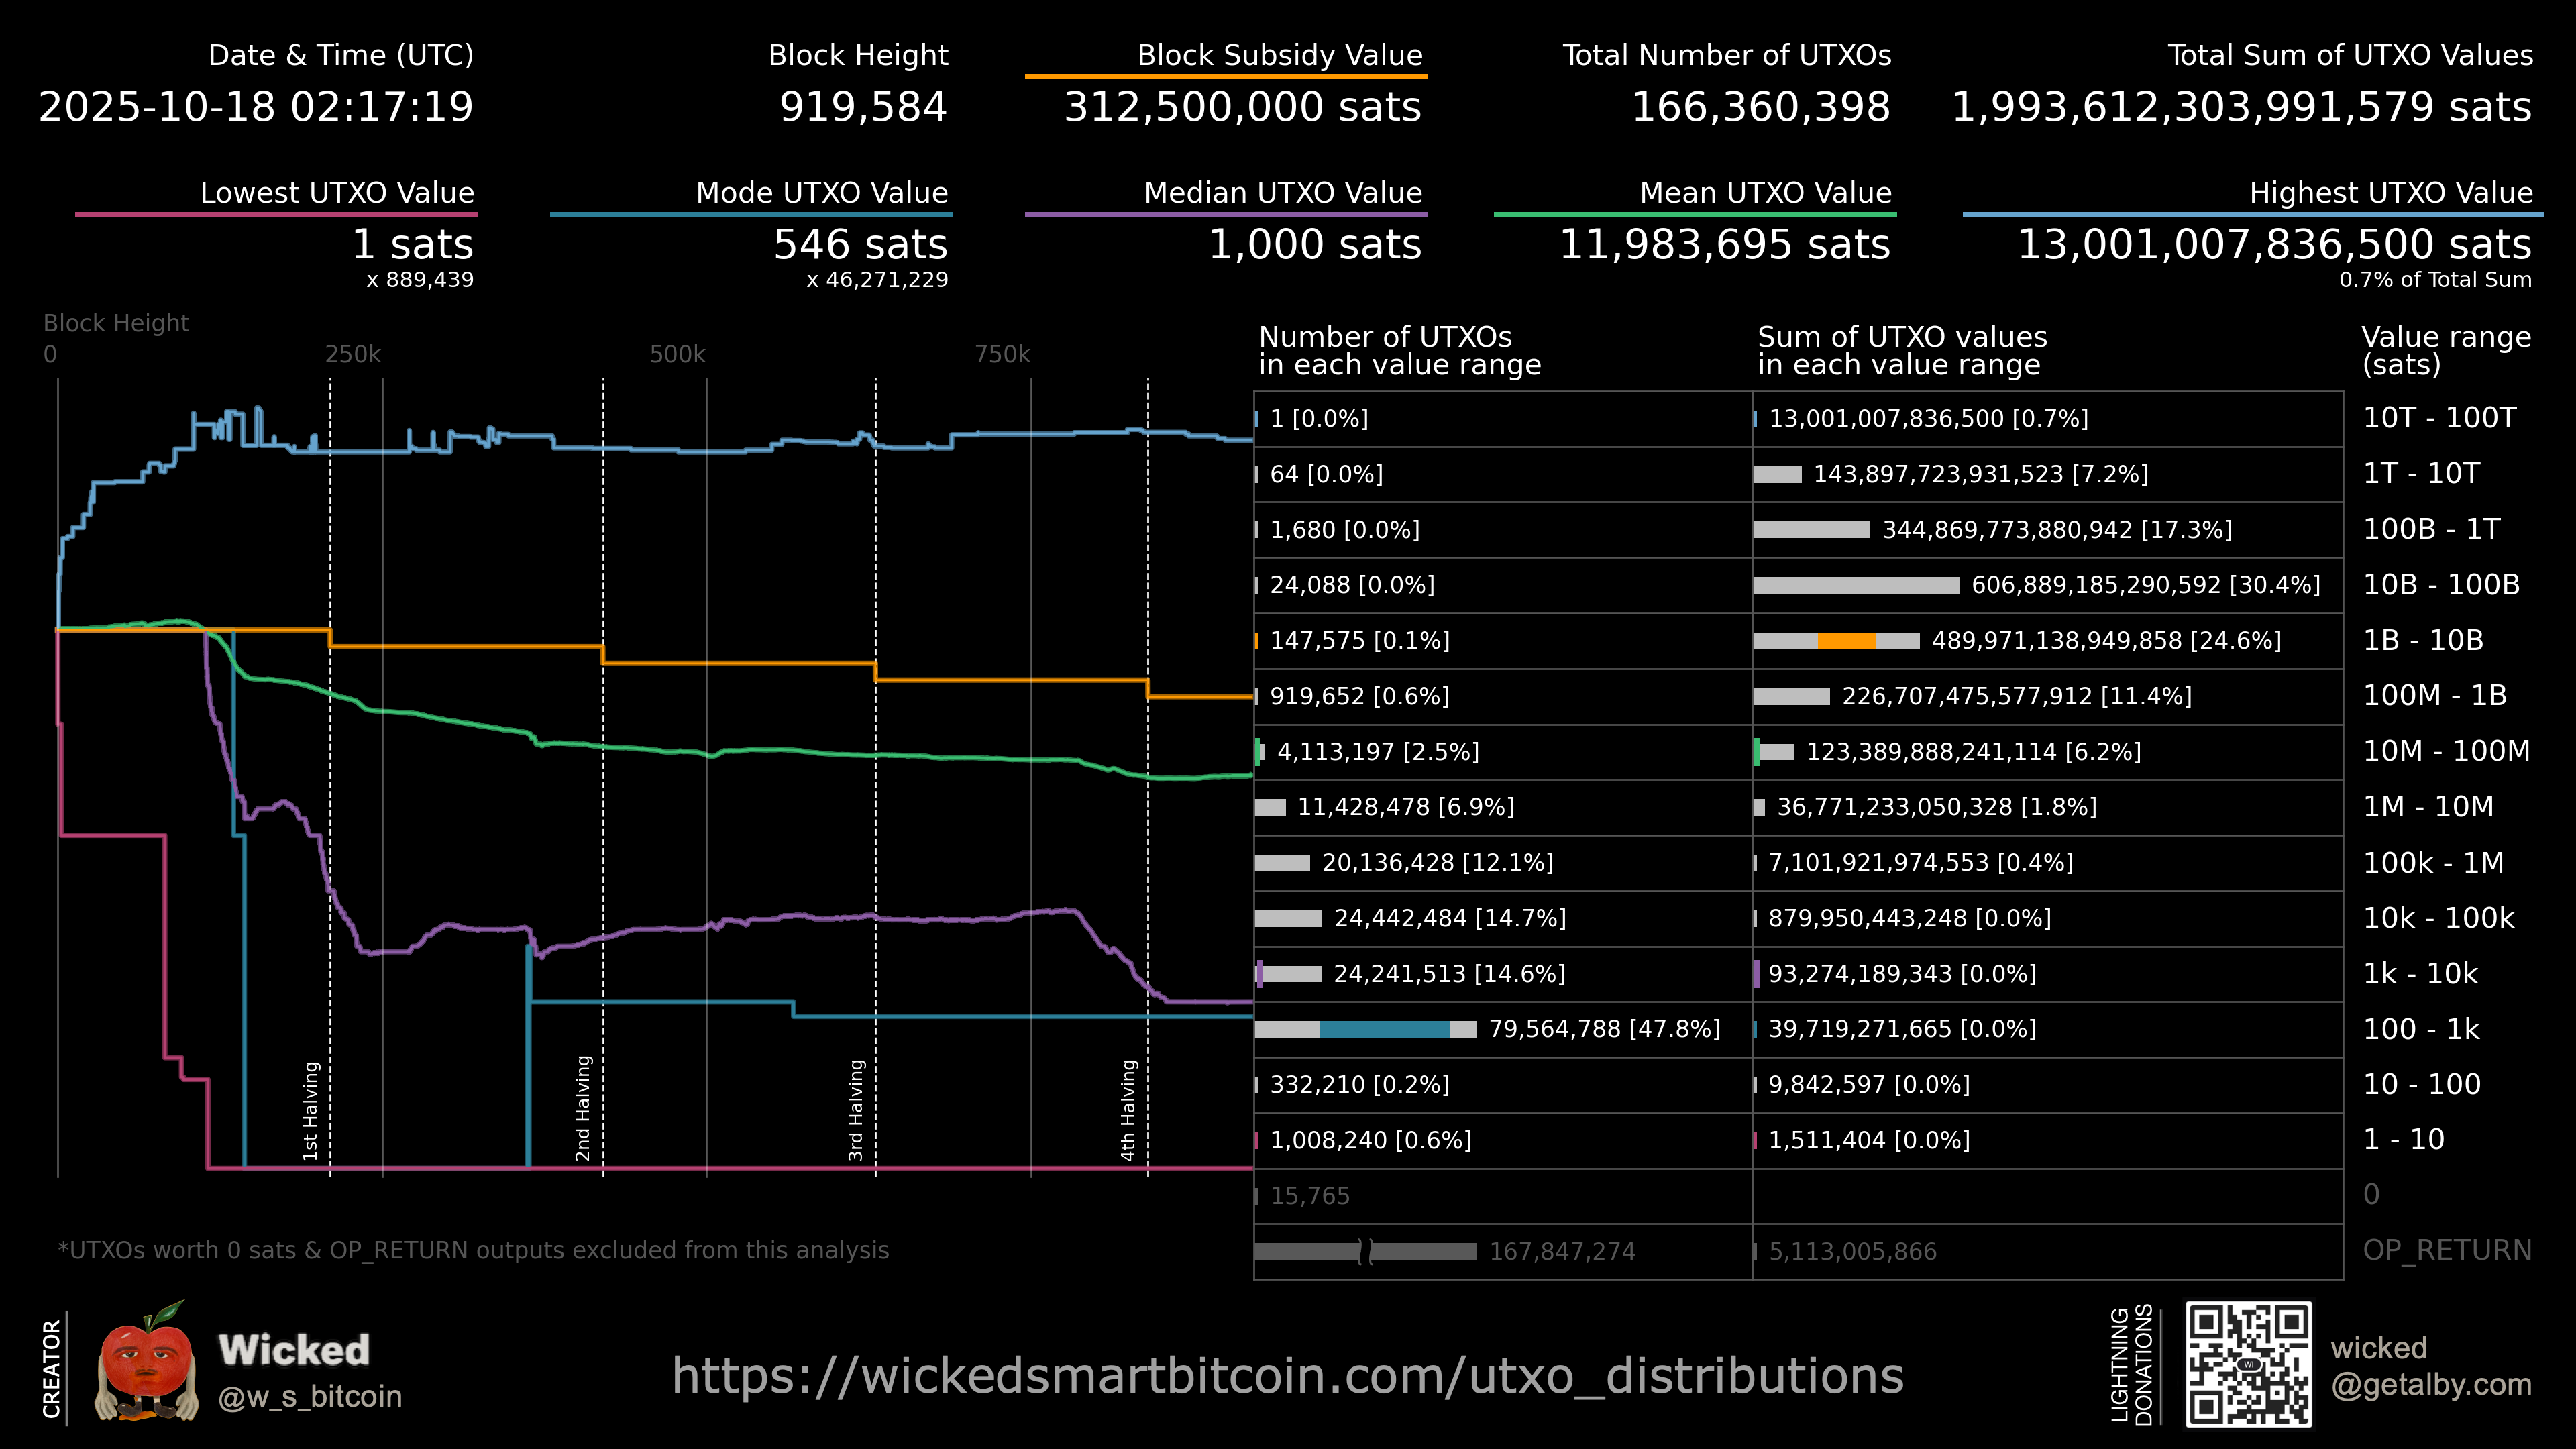 Date & Time (UTC)
2025-10-18 02:17:19
Block Height
919,584
Block Subsidy Value
312,500,000 sats
Total Number of UTXOs
166,360,398
Total Sum of UTXO Values
1,993,612,303,991,579 sats
Lowest UTXO Value
1 sats
x 889,439
Mode UTXO Value
546 sats
x 46,271,229
Median UTXO Value
1,000 sats
Mean UTXO Value
11,983,695 sats
Highest UTXO Value
13,001,007,836,500 sats
0.7% of Total Sum
Block Height
0 250k 500k 750k
1st Halving
2nd Halving
3rd Halving
4th Halving
Number of UTXOs
in each value range
Sum of UTXO values
in each value range
Value range
(sats)
1 [0.0%] 13,001,007,836,500 [0.7%] 10T - 100T
64 [0.0%] 143,897,723,931,523 [7.2%] 1T - 10T
1,680 [0.0%] 344,869,773,880,942 [17.3%] 100B - 1T
24,088 [0.0%] 606,889,185,290,592 [30.4%] 10B - 100B
147,575 [0.1%] 489,971,138,949,858 [24.6%] 1B - 10B
919,652 [0.6%] 226,707,475,577,912 [11.4%] 100M - 1B
4,113,197 [2.5%] 123,389,888,241,114 [6.2%] 10M - 100M
11,428,478 [6.9%] 36,771,233,050,328 [1.8%] 1M - 10M
20,136,428 [12.1%] 7,101,921,974,553 [0.4%] 100k - 1M
24,442,484 [14.7%] 879,950,443,248 [0.0%] 10k - 100k
24,241,513 [14.6%] 93,274,189,343 [0.0%] 1k - 10k
79,564,788 [47.8%] 39,719,271,665 [0.0%] 100 - 1k
332,210 [0.2%] 9,842,597 [0.0%] 10 - 100
1,008,240 [0.6%] 1,511,404 [0.0%] 1 - 10
15,765 0
167,847,274 5,113,005,866 OP_RETURN
*UTXOs worth 0 sats & OP_RETURN outputs excluded from this analysis
CREATOR
Wicked
@w_s_bitcoin
https://wickedsmartbitcoin.com/utxo_distributions
LIGHTNING
DONATIONS
WI
wicked
@getalby.com